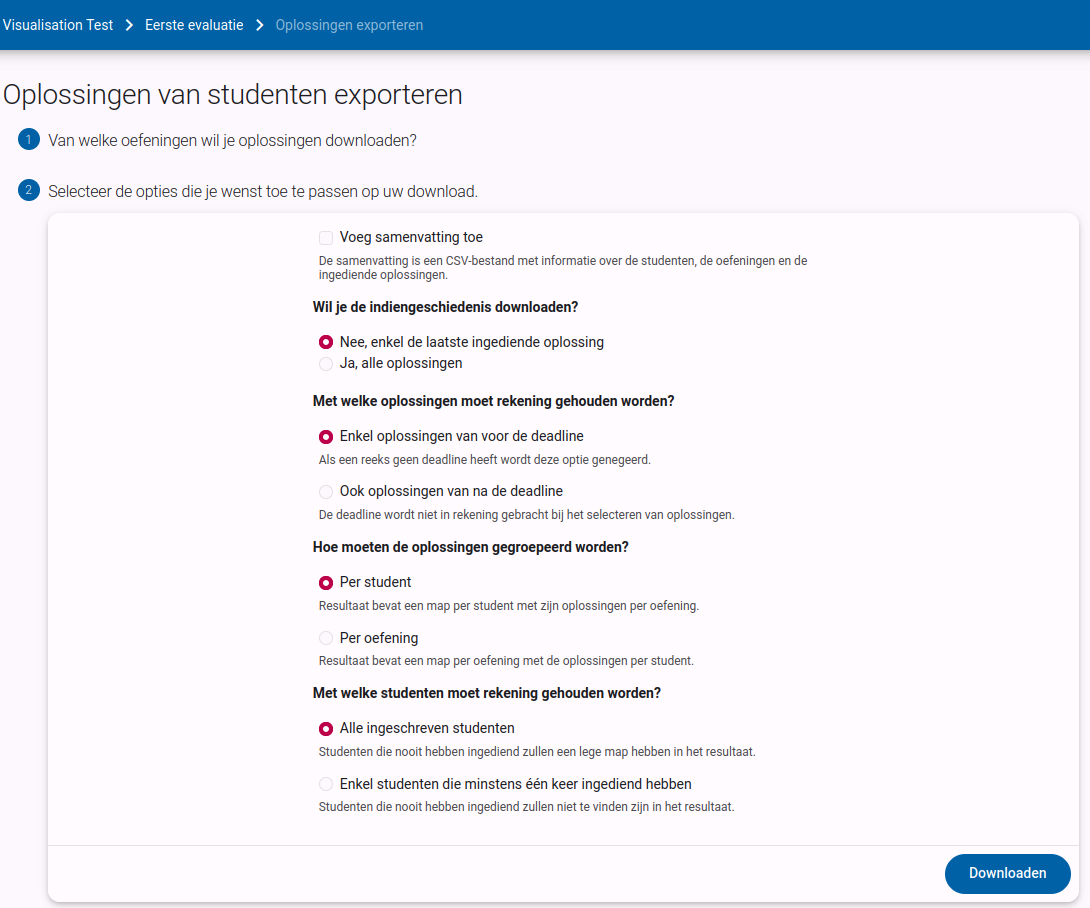 Visualisation Test > Eerste evaluatie > Oplossingen exporteren
Oplossingen van studenten exporteren
1 Van welke oefeningen wil je oplossingen downloaden?
2 Selecteer de opties die je wenst toe te passen op uw download.
Voeg samenvatting toe
De samenvatting is een CSV-bestand met informatie over de studenten, de oefeningen en de
ingediende oplossingen.
Wil je de indiengeschiedenis downloaden?
Nee, enkel de laatste ingediende oplossing
Ja, alle oplossingen
Met welke oplossingen moet rekening gehouden worden?
Enkel oplossingen van voor de deadline
Als een reeks geen deadline heeft wordt deze optie genegeerd.
Ook oplossingen van na de deadline
De deadline wordt niet in rekening gebracht bij het selecteren van oplossingen.
Hoe moeten de oplossingen gegroepeerd worden?
Per student
Resultaat bevat een map per student met zijn oplossingen per oefening.
Per oefening
Resultaat bevat een map per oefening met de oplossingen per student.
Met welke studenten moet rekening gehouden worden?
Alle ingeschreven studenten
Studenten die nooit hebben ingediend zullen een lege map hebben in het resultaat.
Enkel studenten die minstens één keer ingediend hebben
Studenten die nooit hebben ingediend zullen niet te vinden zijn in het resultaat.
Downloaden